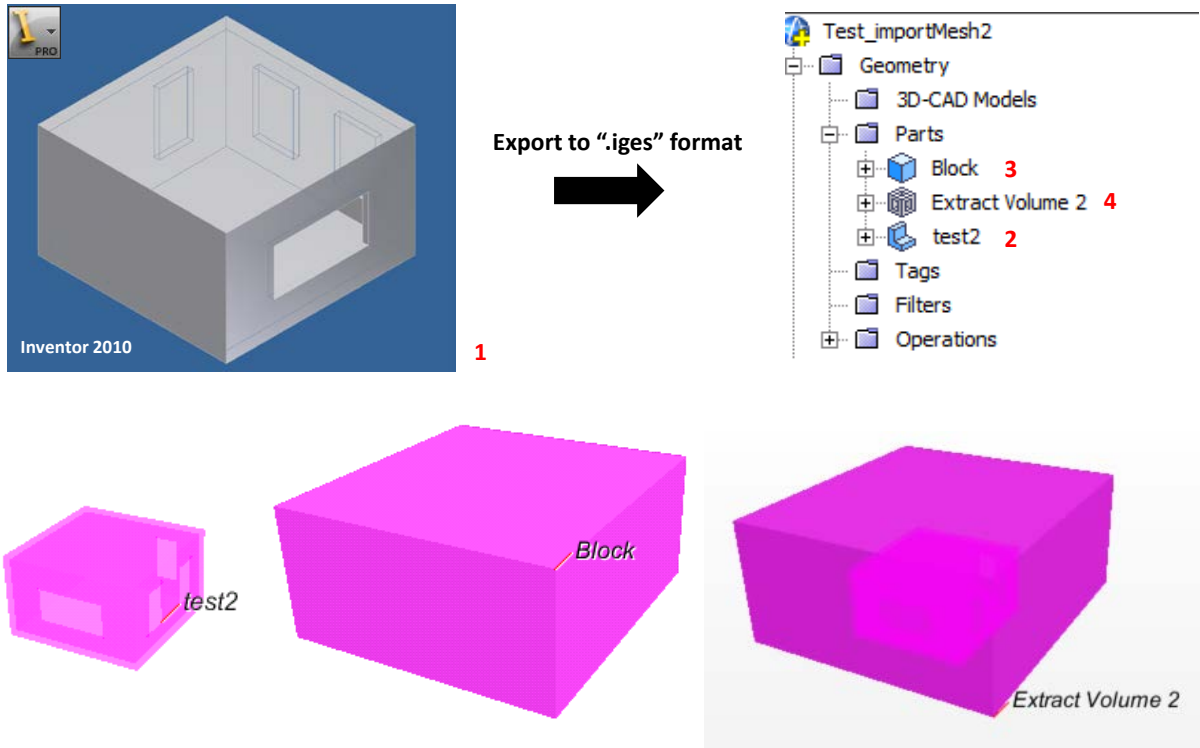 PRO
Inventor 2010
1
Export to ".iges" format
Test_importMesh2
Geometry
3D-CAD Models
Parts
Block 3
Extract Volume 2 4
test2 2
Tags
Filters
Operations
test2
Block
Extract Volume 2